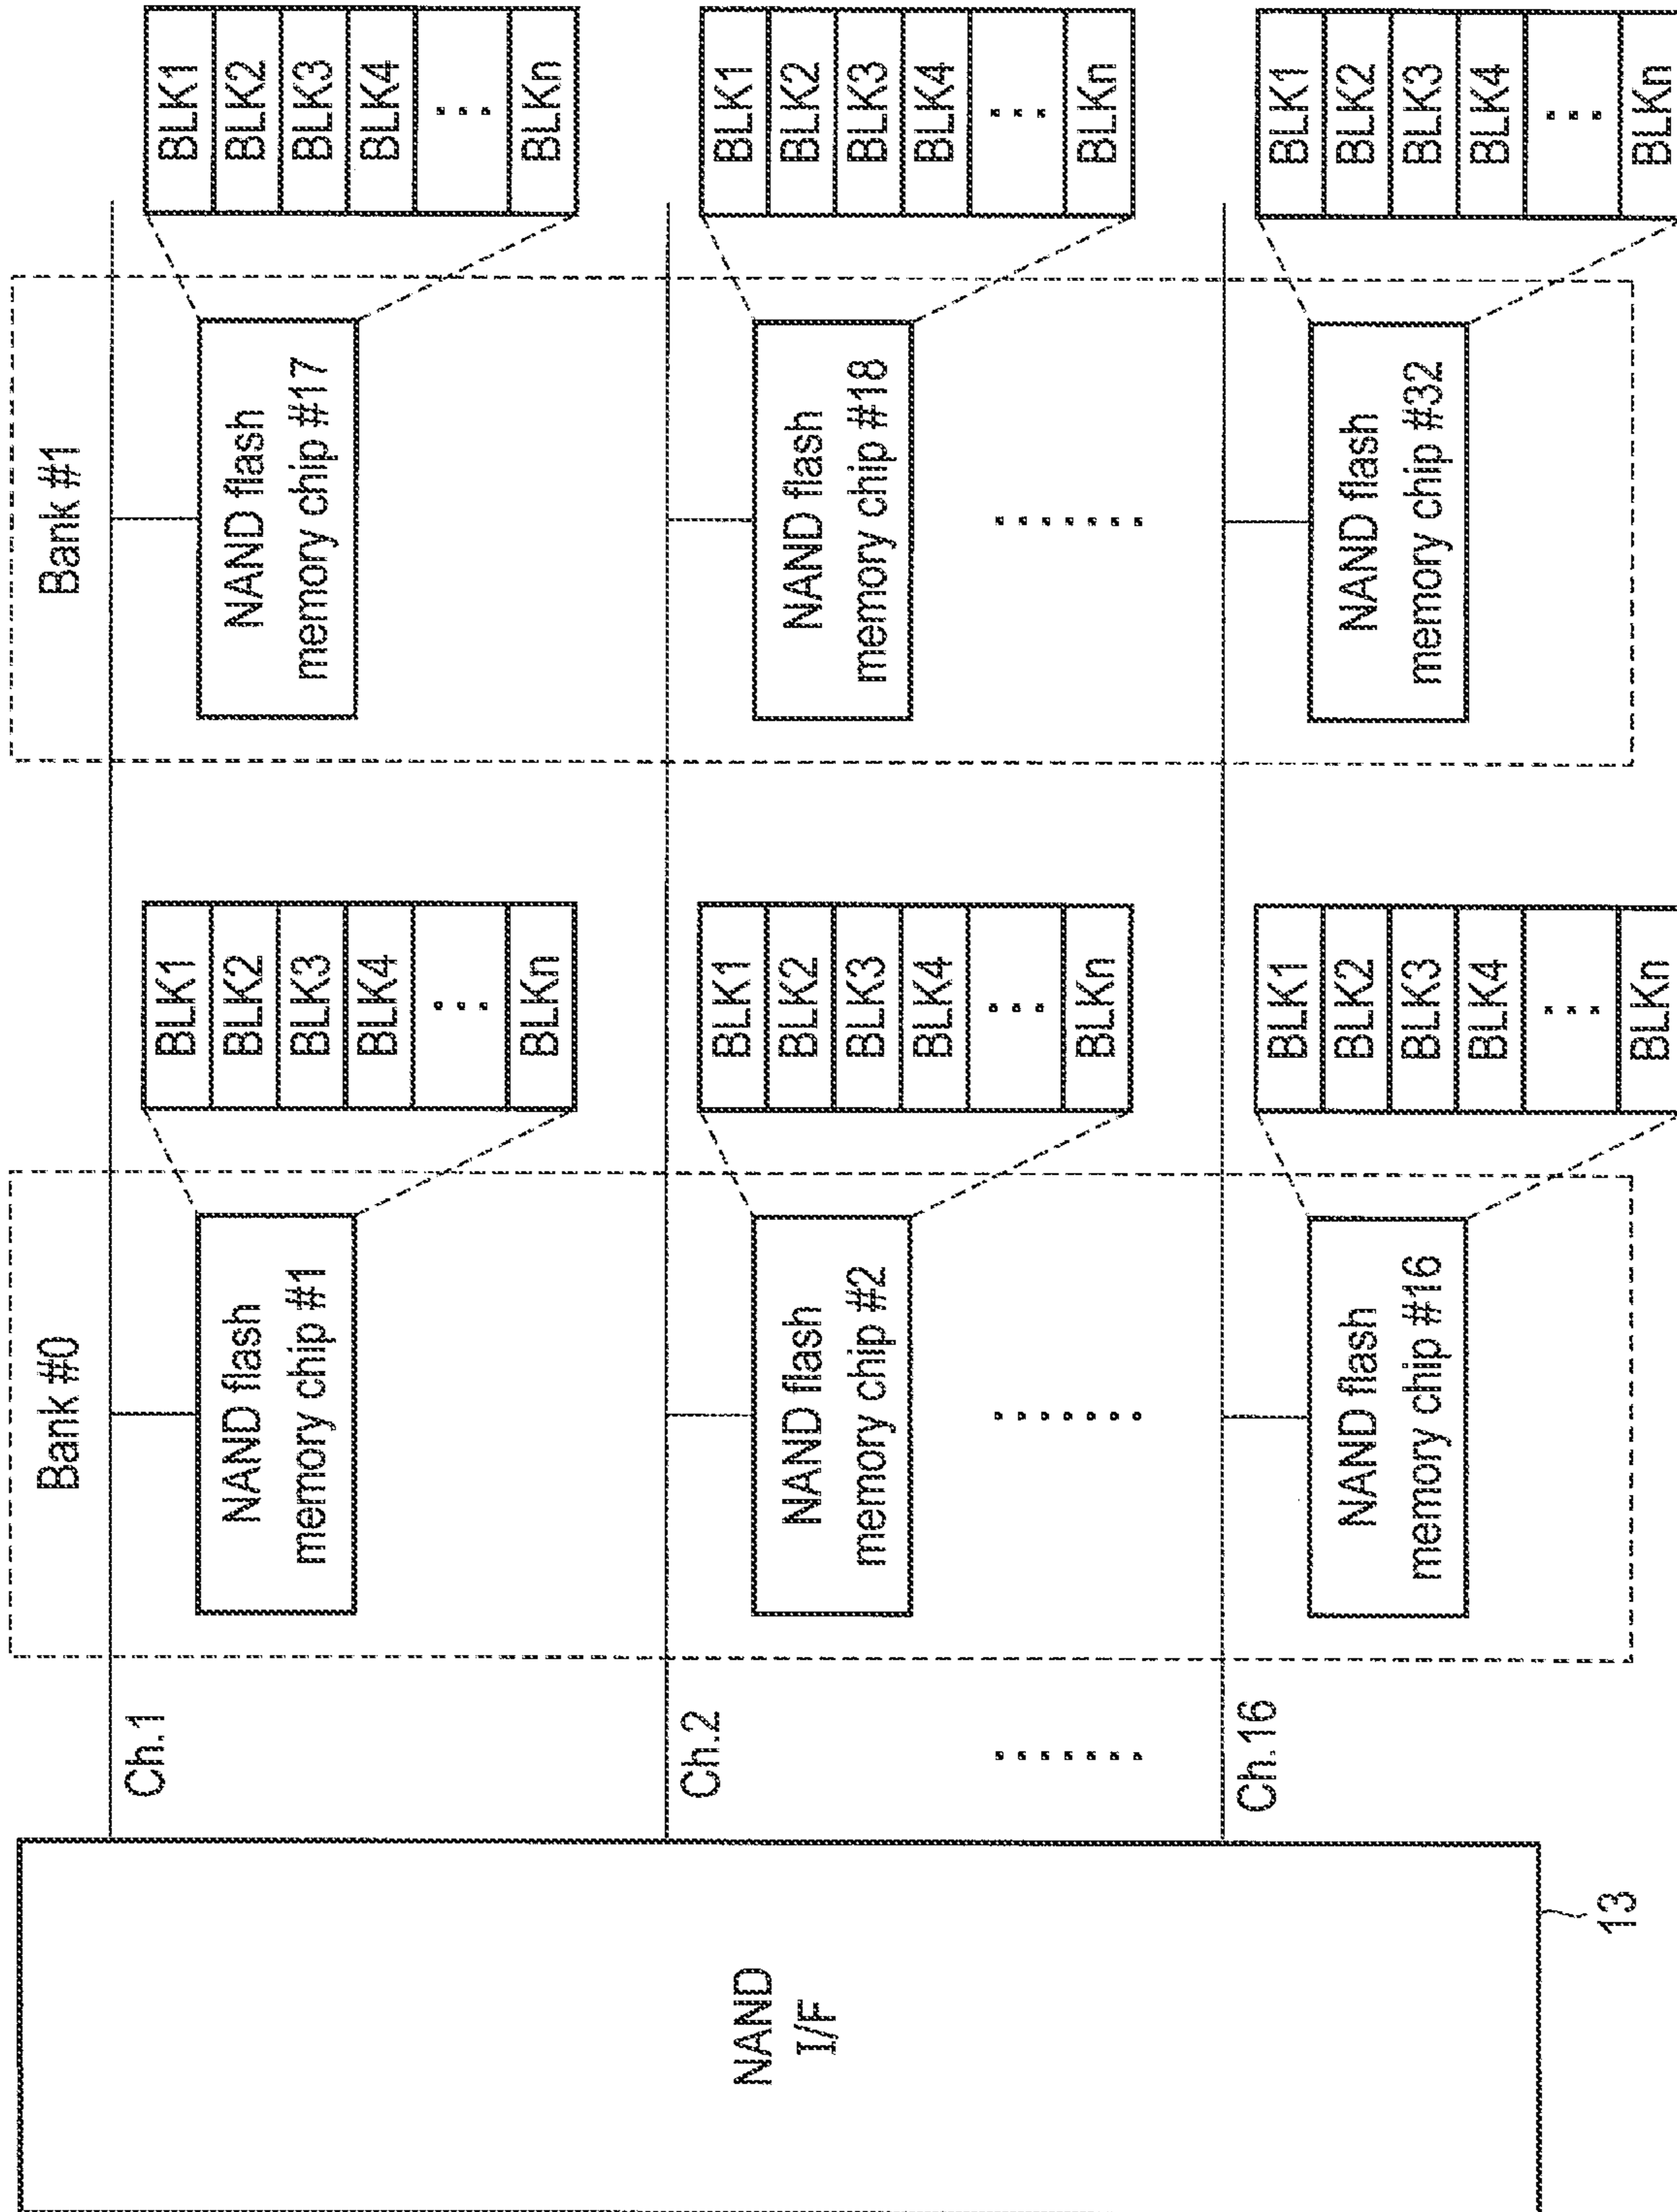 Bank #0
Bank #1
Ch.1
NAND flash
memory chip #1
BLK1
BLK2
BLK3
BLK4
...
BLKn
NAND flash
memory chip #17
BLK1
BLK2
BLK3
BLK4
...
BLKn
Ch.2
NAND flash
memory chip #2
BLK1
BLK2
BLK3
BLK4
...
BLKn
NAND flash
memory chip #18
BLK1
BLK2
BLK3
BLK4
...
BLKn
NAND
I/F
Ch.16
NAND flash
memory chip #16
BLK1
BLK2
BLK3
BLK4
...
BLKn
NAND flash
memory chip #32
BLK1
BLK2
BLK3
BLK4
...
BLKn
13